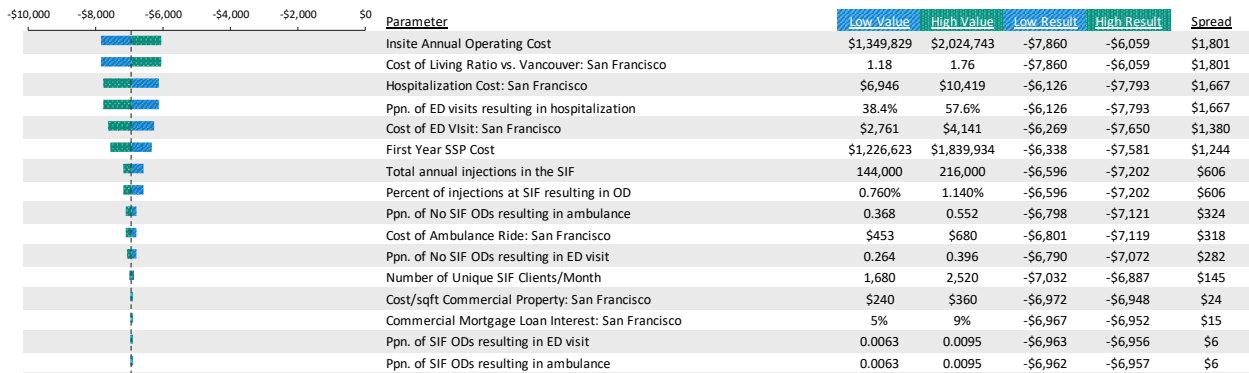 -$10,000 -$8,000 -$6,000 -$4,000 -$2,000 $0
Parameter Low Value High Value Low Result High Result Spread
Insite Annual Operating Cost $1,349,829 $2,024,743 -$7,860 -$6,059 $1,801
Cost of Living Ratio vs. Vancouver: San Francisco 1.18 1.76 -$7,860 -$6,059 $1,801
Hospitalization Cost: San Francisco $6,946 $10,419 -$6,126 -$7,793 $1,667
Ppn. of ED visits resulting in hospitalization 38.4% 57.6% -$6,126 -$7,793 $1,667
Cost of ED VIsit: San Francisco $2,761 $4,141 -$6,269 -$7,650 $1,380
First Year SSP Cost $1,226,623 $1,839,934 -$6,338 -$7,581 $1,244
Total annual injections in the SIF 144,000 216,000 -$6,596 -$7,202 $606
Percent of injections at SIF resulting in OD 0.760% 1.140% -$6,596 -$7,202 $606
Ppn. of No SIF ODs resulting in ambulance 0.368 0.552 -$6,798 -$7,121 $324
Cost of Ambulance Ride: San Francisco $453 $680 -$6,801 -$7,119 $318
Ppn. of No SIF ODs resulting in ED visit 0.264 0.396 -$6,790 -$7,072 $282
Number of Unique SIF Clients/Month 1,680 2,520 -$7,032 -$6,887 $145
Cost/sqft Commercial Property: San Francisco $240 $360 -$6,972 -$6,948 $24
Commercial Mortgage Loan Interest: San Francisco 5% 9% -$6,967 -$6,952 $15
Ppn. of SIF ODs resulting in ED visit 0.0063 0.0095 -$6,963 -$6,956 $6
Ppn. of SIF ODs resulting in ambulance 0.0063 0.0095 -$6,962 -$6,957 $6